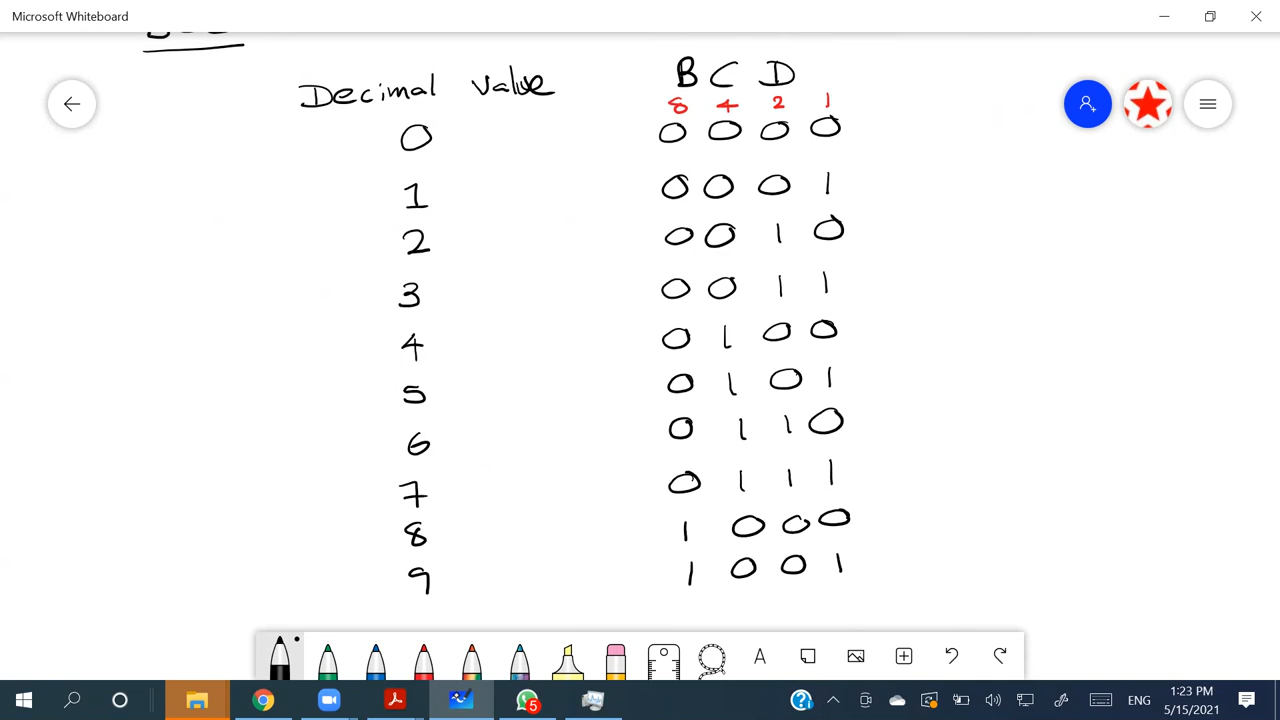 Microsoft Whiteboard
Decimal value B C D
8 4 2 1
0 0 0 0 0
1 0 0 0 1
2 0 0 1 0
3 0 0 1 1
4 0 1 0 0
5 0 1 0 1
6 0 1 1 0
7 0 1 1 1
8 1 0 0 0
9 1 0 0 1
A
5
ENG
1:23 PM
5/15/2021